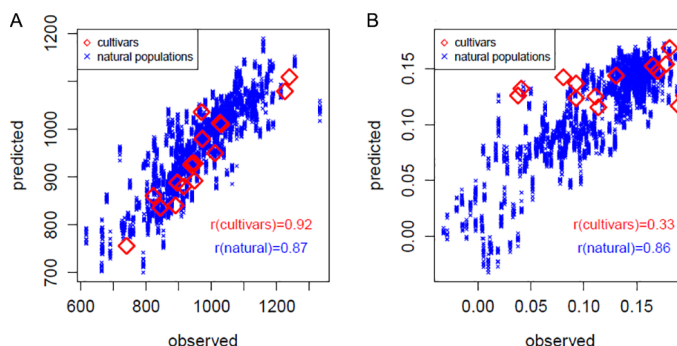 A
1200
1100
1000
900
800
700
predicted
cultivars
natural populations
r(cultivars)=0.92
r(natural)=0.87
600
800
1000
1200
observed
B
0.15
0.10
0.05
0.00
predicted
cultivars
natural populations
r(cultivars)=0.33
r(natural)=0.86
0.00
0.05
0.10
0.15
observed